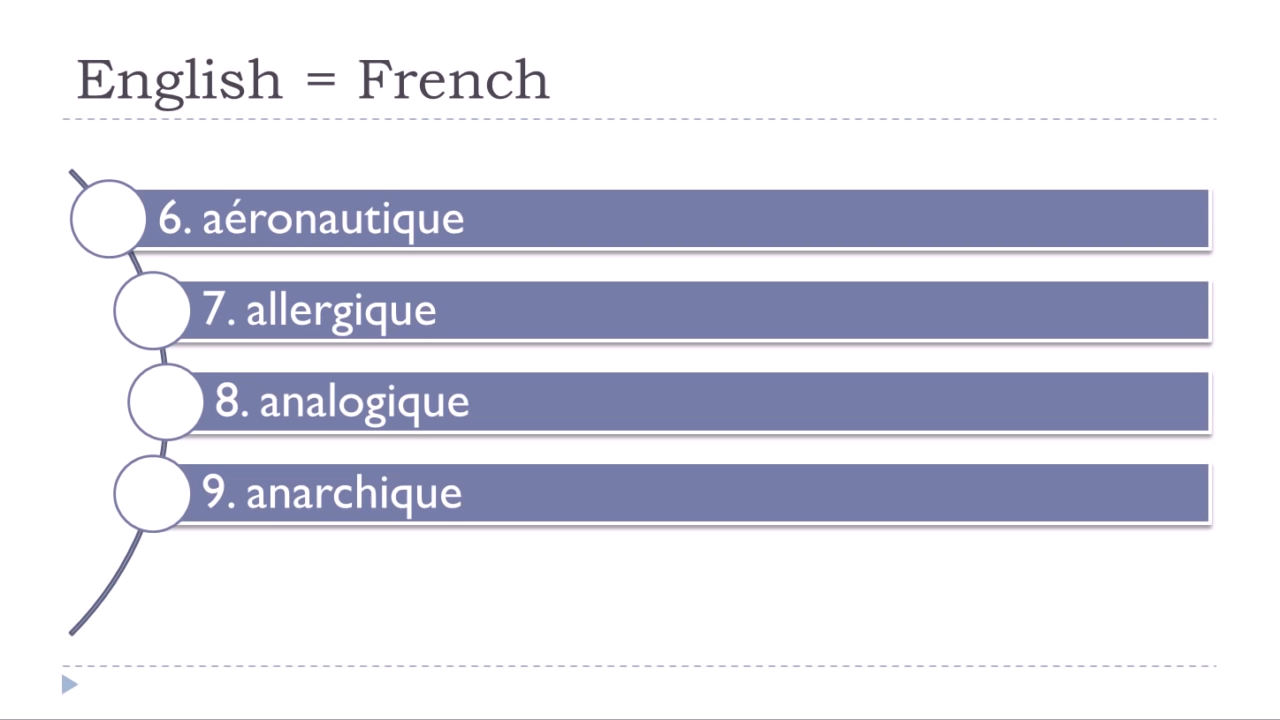 English = French
6. aéronautique
7. allergique
8. analogique
9. anarchique